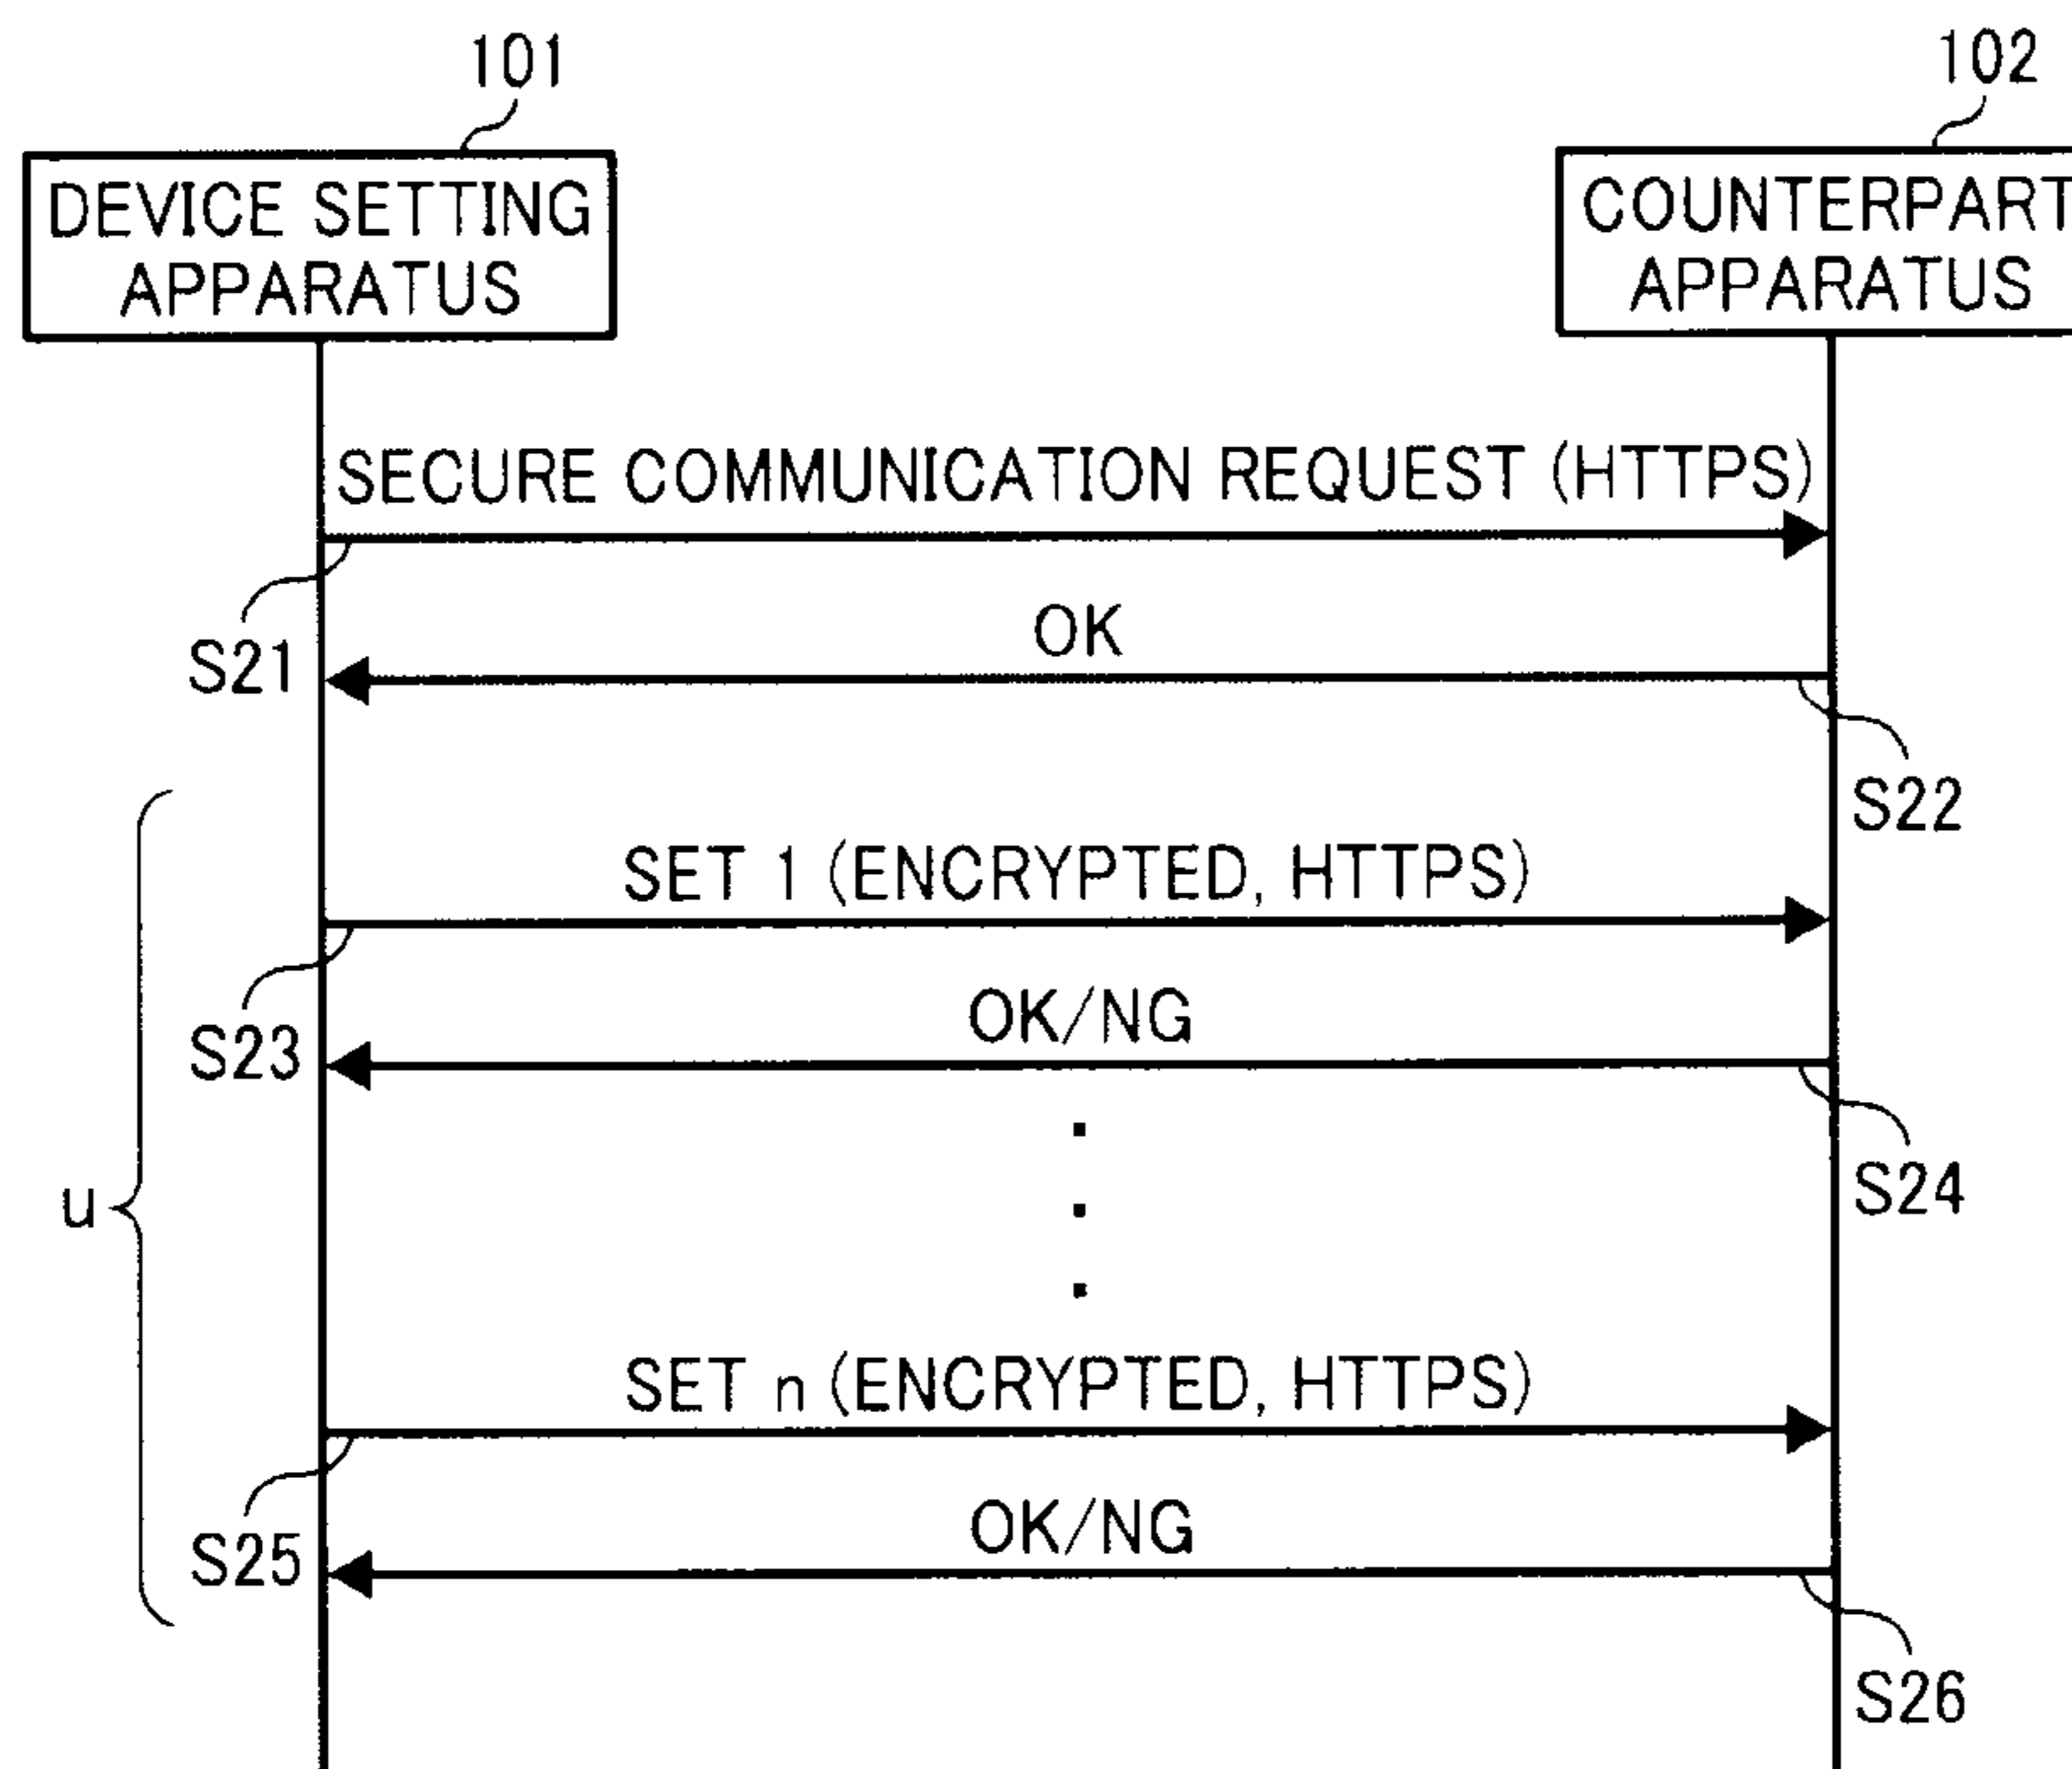 101
102
DEVICE SETTING
APPARATUS
COUNTERPART
APPARATUS
SECURE COMMUNICATION REQUEST (HTTPS)
S21
OK
S22
SET 1 (ENCRYPTED, HTTPS)
S23
OK/NG
S24
u
SET n (ENCRYPTED, HTTPS)
S25
OK/NG
S26